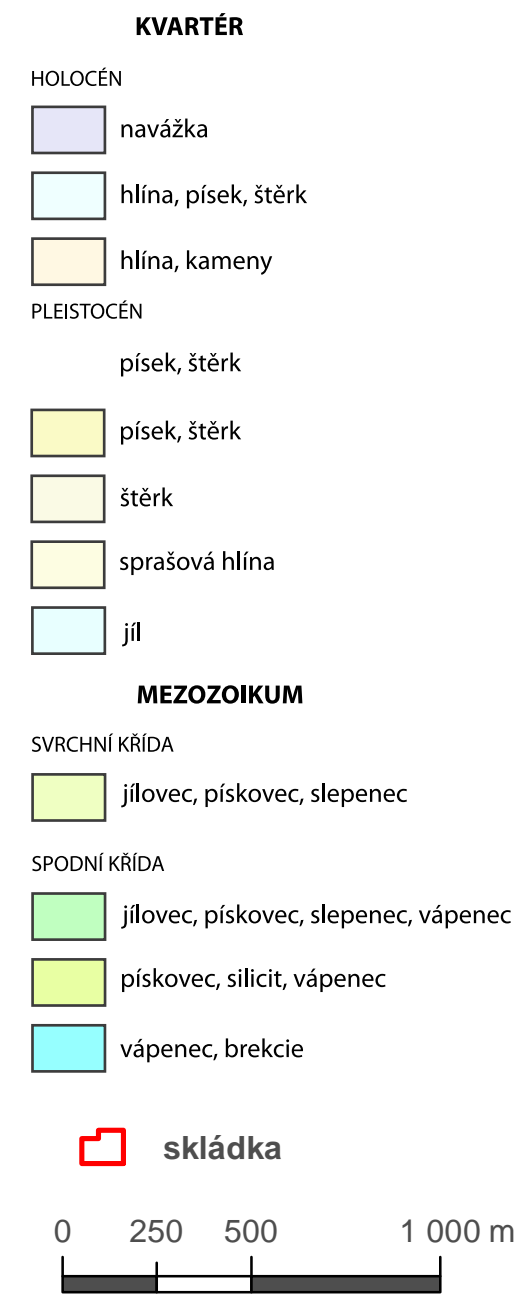 KVARTÉR
HOLOCÉN
navážka
hlína, písek, štěrk
hlína, kameny
PLEISTOCÉN
písek, štěrk
písek, štěrk
štěrk
sprašová hlína
jíl
MEZOZOIKUM
SVRCHNÍ KŘÍDA
jílovec, pískovec, slepenec
SPODNÍ KŘÍDA
jílovec, pískovec, slepenec, vápenec
pískovec, silicit, vápenec
vápenec, brekcie
skládka
0 250 500 1 000 m